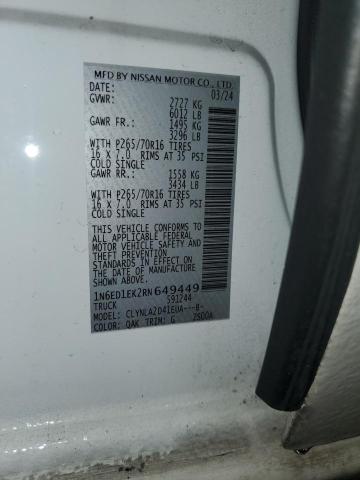 MFD BY NISSAN MOTOR CO., LTD.
DATE: 03/24
GVWR: 2727 KG
6012 LB
GAWR FR.: 1495 KG
3296 LB
WITH P265/70R16 TIRES
16 X 7.0 RIMS AT 35 PSI
COLD SINGLE
GAWR RR.: 1558 KG
3434 LB
WITH P265/70R16 TIRES
16 X 7.0 RIMS AT 35 PSI
COLD SINGLE
THIS VEHICLE CONFORMS TO
ALL APPLICABLE FEDERAL
MOTOR VEHICLE SAFETY AND
THEFT PREVENTION
STANDARDS IN EFFECT ON
THE DATE OF MANUFACTURE
SHOWN ABOVE.
1N6ED1EK2RN649449
TRUCK 591244
MODEL: CLYNLA2D41EUA---B-
COLOR: QAK TRIM: G 2900A